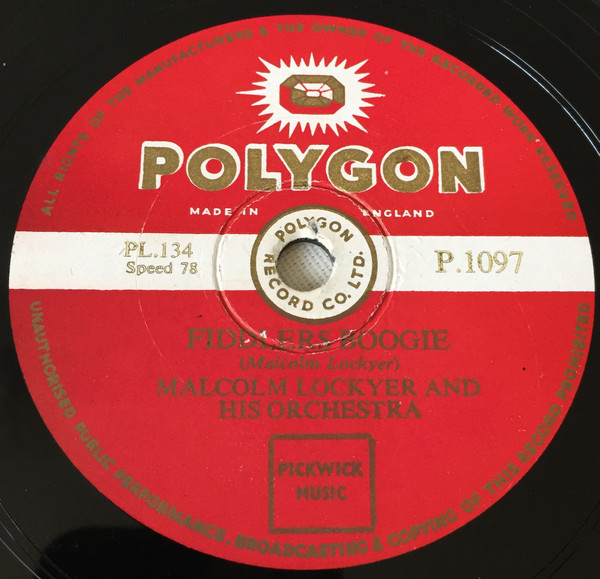 ALL RIGHTS OF THE MANUFACTURERS & THE OWNER OF THE RECORDED WORK RESERVED
POLYGON
MADE IN ENGLAND
POLYGON
RECORD CO. LTD.
PL.134
Speed 78
P.1097
FIDDLERS BOOGIE
(Malcolm Lockyer)
MALCOLM LOCKYER AND
HIS ORCHESTRA
PICKWICK
MUSIC
UNAUTHORISED PUBLIC PERFORMANCE, BROADCASTING & COPYING OF THIS RECORD PROHIBITED